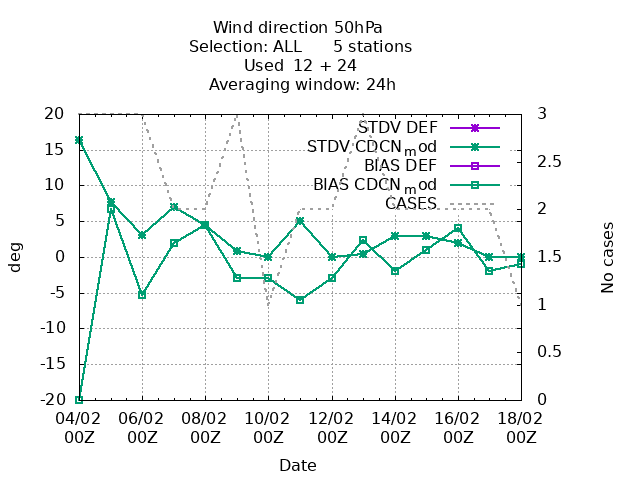 Wind direction 50hPa
Selection: ALL 5 stations
Used 12 + 24
Averaging window: 24h
20
15
10
5
0
-5
-10
-15
-20
deg
3
2.5
2
1.5
1
0.5
0
No cases
STDV DEF
STDV CDCNmod
BIAS DEF
BIAS CDCNmod
CASES
04/02 06/02 08/02 10/02 12/02 14/02 16/02 18/02
00Z 00Z 00Z 00Z 00Z 00Z 00Z 00Z
Date